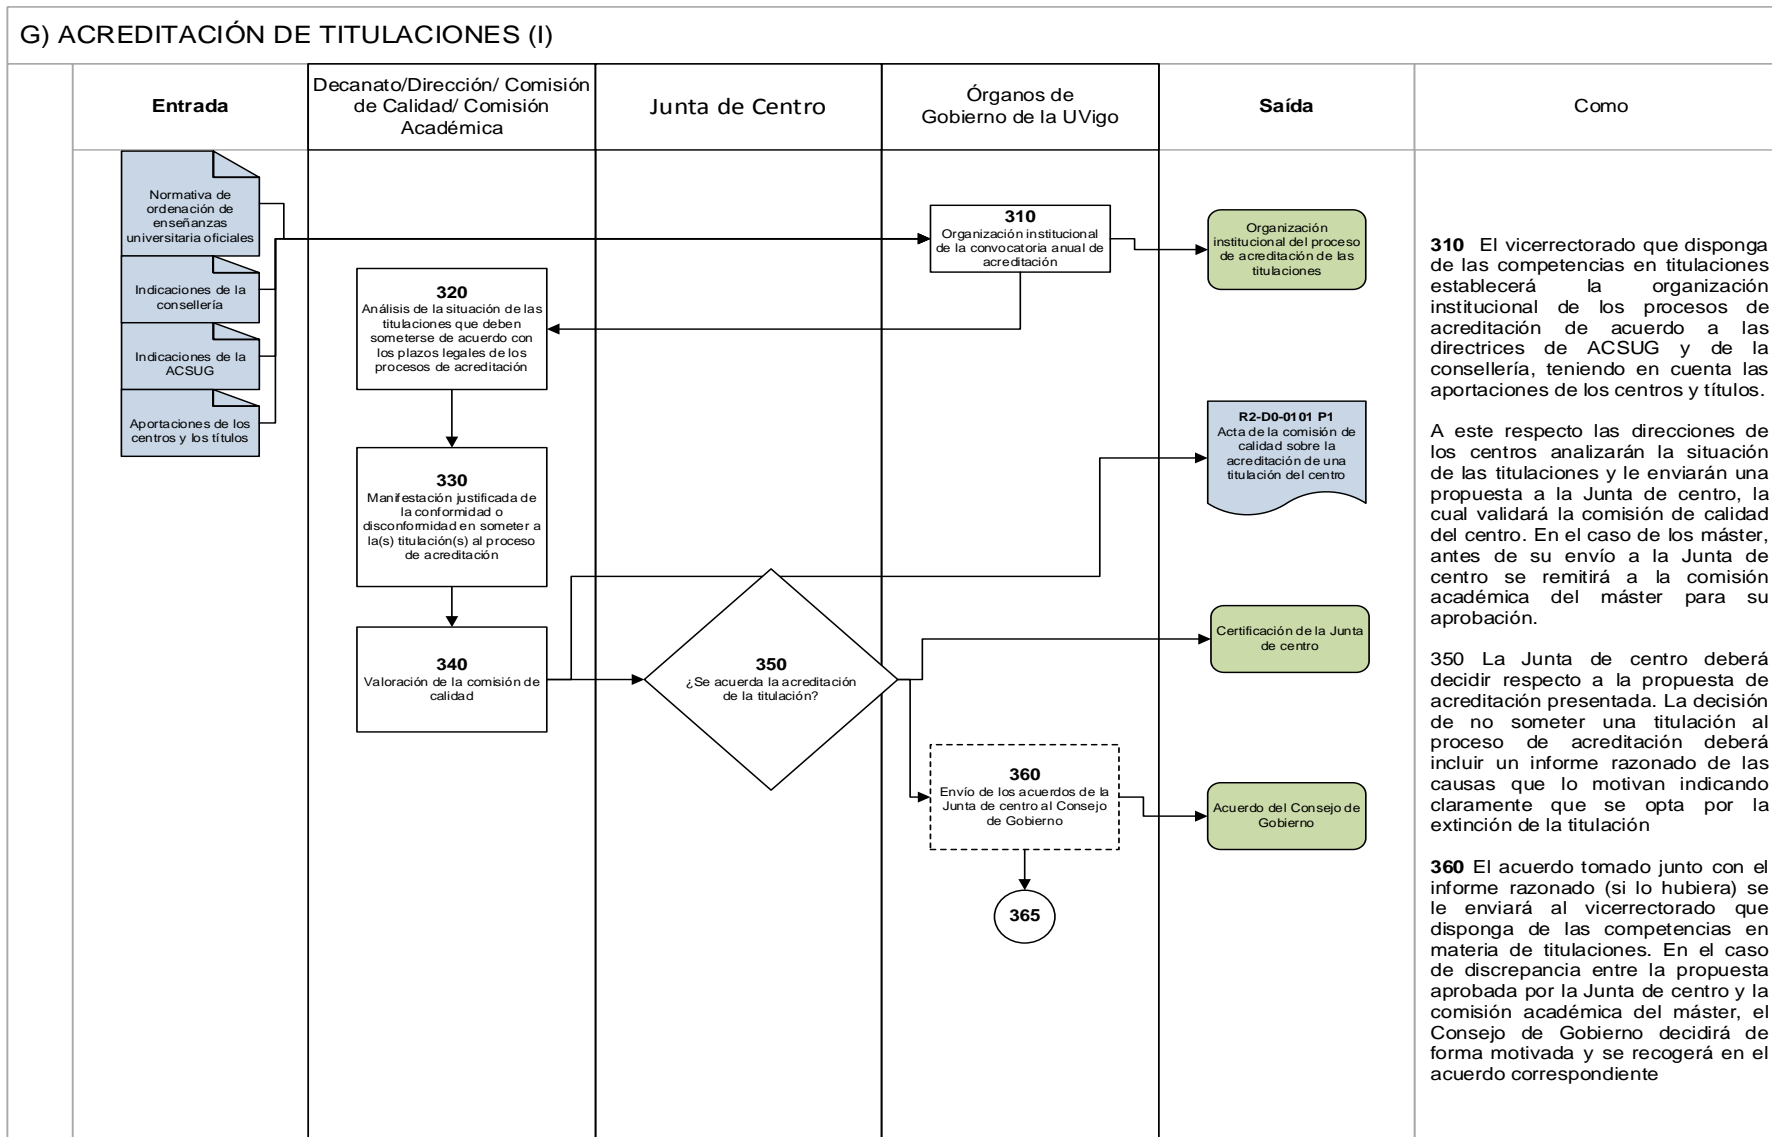 G) ACREDITACIÓN DE TITULACIONES (I)
Entrada
Decanato/Dirección/ Comisión
de Calidad/ Comisión
Académica
Junta de Centro
Órganos de
Gobierno de la UVigo
Saída
Como
Normativa de
ordenación de
enseñanzas
universitaria oficiales
Indicaciones de la
consellería
Indicaciones de la
ACSUG
Aportaciones de los
centros y los títulos
320
Análisis de la situación de las
titulaciones que deben
someterse de acuerdo con
los plazos legales de los
procesos de acreditación
330
Manifestación justificada de
la conformidad o
disconformidad en someter a
la(s) titulación(s) al proceso
de acreditación
340
Valoración de la comisión de
calidad
350
¿Se acuerda la acreditación
de la titulación?
310
Organización institucional
de la convocatoria anual de
acreditación
360
Envío de los acuerdos de la
Junta de centro al Consejo
de Gobierno
365
Organización
institucional del proceso
de acreditación de las
titulaciones
R2-D0-0101 P1
Acta de la comisión de
calidad sobre la
acreditación de una
titulación del centro
Certificación de la Junta
de centro
Acuerdo del Consejo de
Gobierno
310 El vicerrectorado que disponga
de las competencias en titulaciones
establecerá la organización
institucional de los procesos de
acreditación de acuerdo a las
directrices de ACSUG y de la
consellería, teniendo en cuenta las
aportaciones de los centros y títulos.
A este respecto las direcciones de
los centros analizarán la situación
de las titulaciones y le enviarán una
propuesta a la Junta de centro, la
cual validará la comisión de calidad
del centro. En el caso de los máster,
antes de su envío a la Junta de
centro se remitirá a la comisión
académica del máster para su
aprobación.
350 La Junta de centro deberá
decidir respecto a la propuesta de
acreditación presentada. La decisión
de no someter una titulación al
proceso de acreditación deberá
incluir un informe razonado de las
causas que lo motivan indicando
claramente que se opta por la
extinción de la titulación
360 El acuerdo tomado junto con el
informe razonado (si lo hubiera) se
le enviará al vicerrectorado que
disponga de las competencias en
materia de titulaciones. En el caso
de discrepancia entre la propuesta
aprobada por la Junta de centro y la
comisión académica del máster, el
Consejo de Gobierno decidirá de
forma motivada y se recogerá en el
acuerdo correspondiente